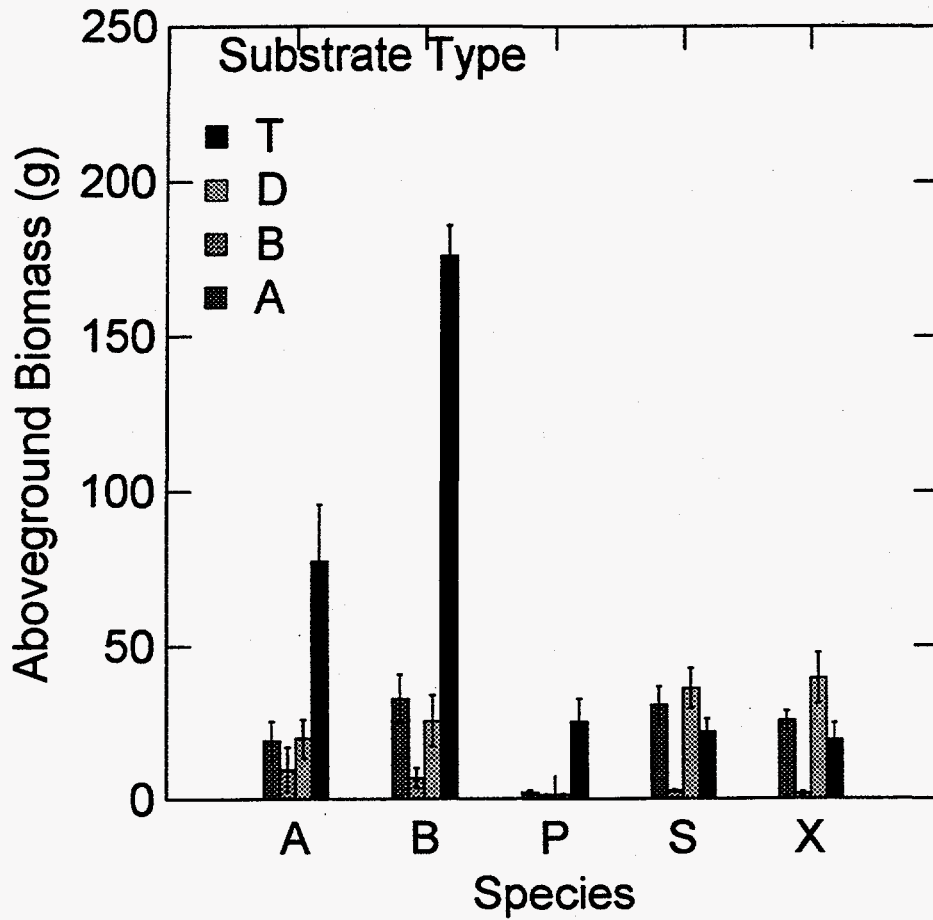 250
Substrate Type
T
200
D
B
A
150
100
50
0
A B P S X
Aboveground Biomass (g)
Species